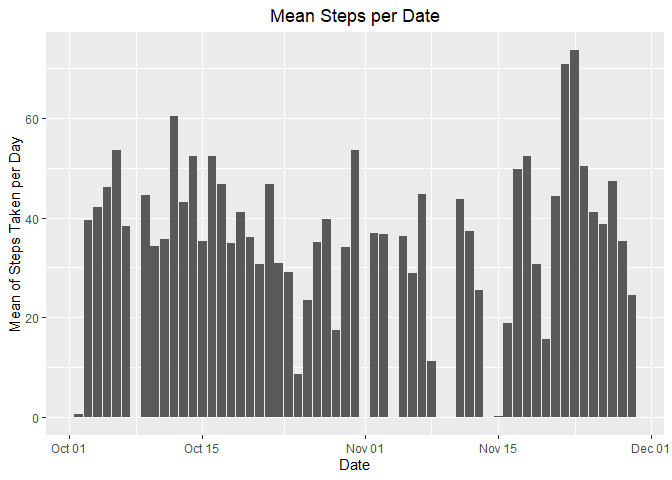 Mean Steps per Date
Mean of Steps Taken per Day
60
40
20
0
Oct 01 Oct 15 Nov 01 Nov 15 Dec 01
Date